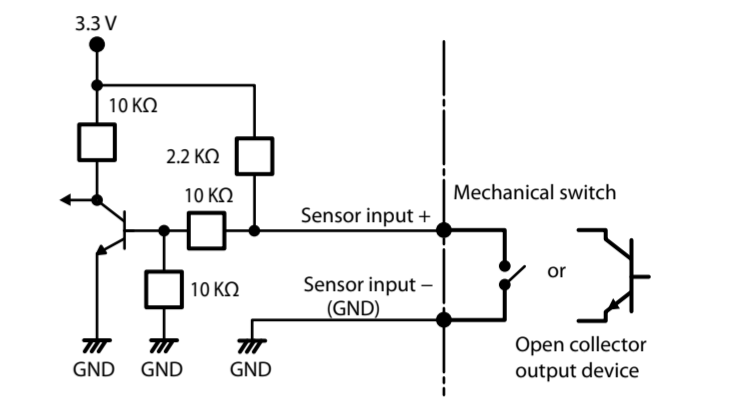 3.3 V
10 KΩ
2.2 KΩ
10 KΩ
Sensor input +
Mechanical switch
10 KΩ
Sensor input –
(GND)
or
GND
GND
GND
Open collector
output device